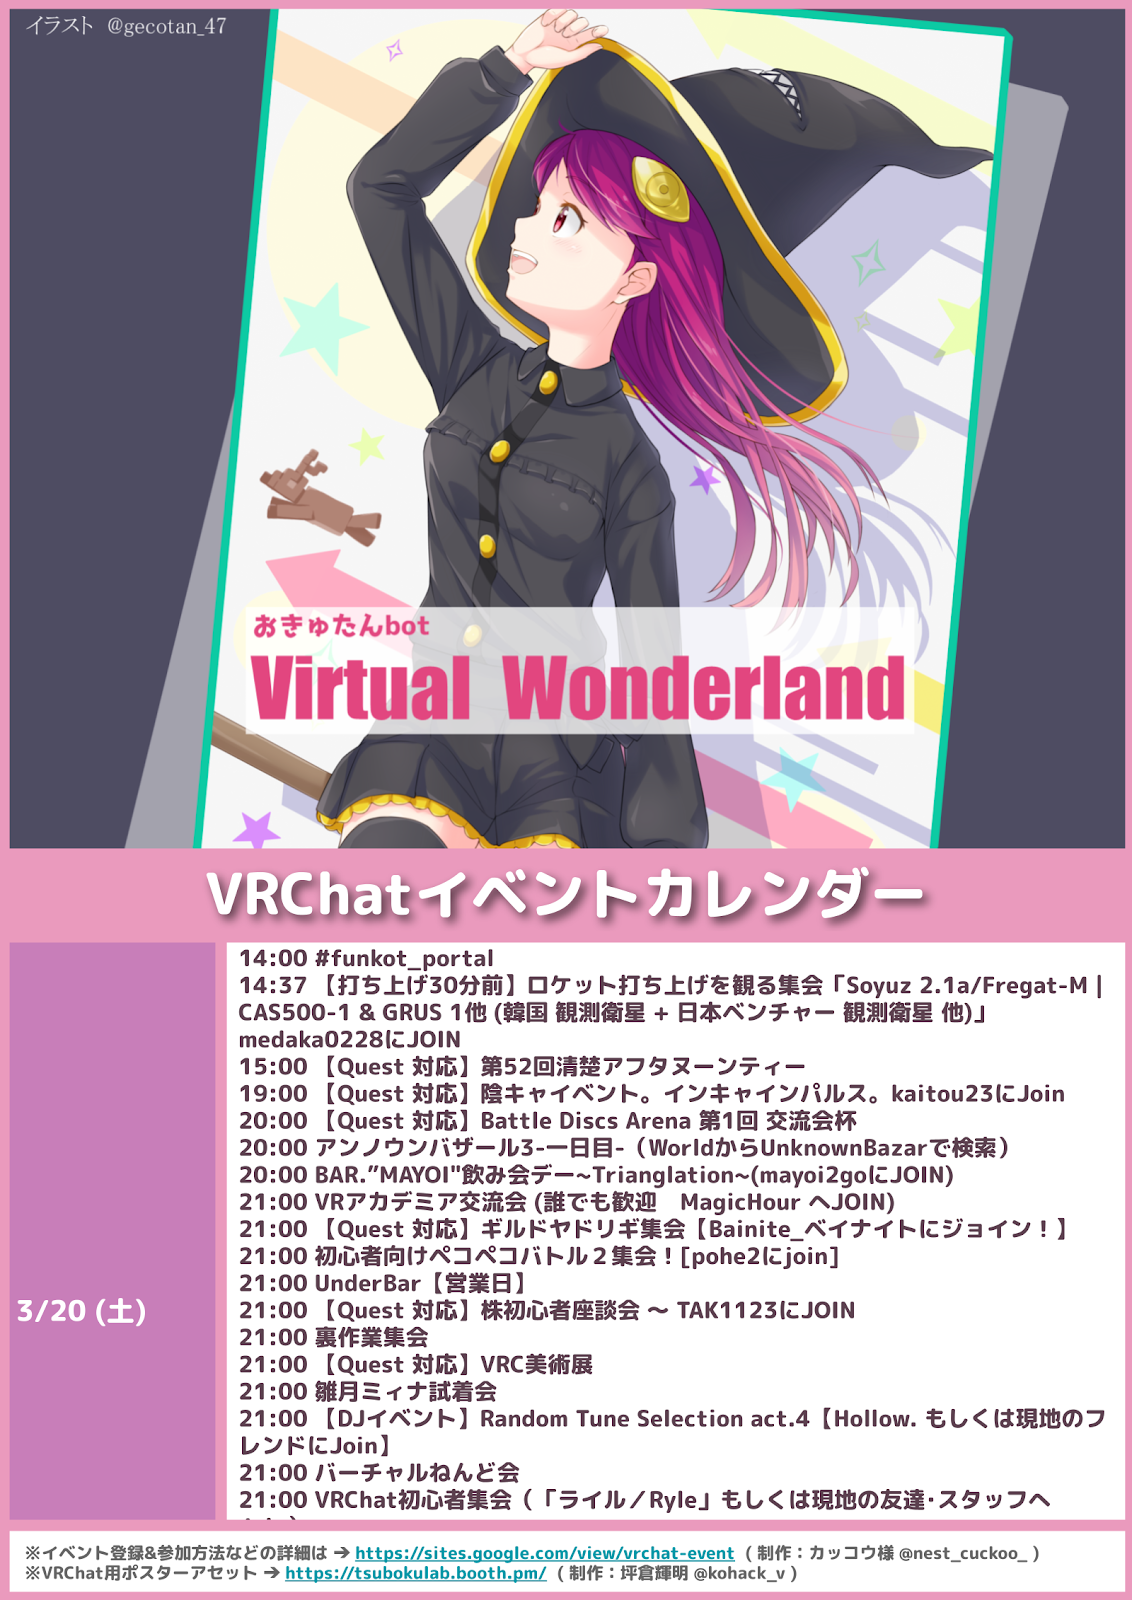 イラスト @gecotan_47
おきゅたんbot
Virtual Wonderland
VRChatイベントカレンダー
3/20 (土)
14:00 #funkot_portal
14:37 【打ち上げ30分前】ロケット打ち上げを観る集会「Soyuz 2.1a/Fregat-M |
CAS500-1 & GRUS 1他 (韓国 観測衛星 + 日本ベンチャー 観測衛星 他)」
medaka0228にJOIN
15:00 【Quest 対応】第52回清楚アフタヌーンティー
19:00 【Quest 対応】陰キャイベント。インキャインパルス。kaitou23にJoin
20:00 【Quest 対応】Battle Discs Arena 第1回 交流会杯
20:00 アンノウンバザール3-一日目-（WorldからUnknownBazarで検索）
20:00 BAR.”MAYOI"飲み会デー~Trianglation~(mayoi2goにJOIN)
21:00 VRアカデミア交流会 (誰でも歓迎　MagicHour へJOIN)
21:00 【Quest 対応】ギルドヤドリギ集会【Bainite_ベイナイトにジョイン！】
21:00 初心者向けペコペコバトル２集会！[pohe2にjoin]
21:00 UnderBar【営業日】
21:00 【Quest 対応】株初心者座談会 ～ TAK1123にJOIN
21:00 裏作業集会
21:00 【Quest 対応】VRC美術展
21:00 雛月ミィナ試着会
21:00 【DJイベント】Random Tune Selection act.4【Hollow. もしくは現地のフ
レンドにJoin】
21:00 バーチャルねんど会
21:00 VRChat初心者集会（「ライル／Ryle」もしくは現地の友達･スタッフへ
※イベント登録&参加方法などの詳細は ➔ https://sites.google.com/view/vrchat-event （ 制作：カッコウ様 @nest_cuckoo_ ）
※VRChat用ポスターアセット ➔ https://tsubokulab.booth.pm/ （ 制作：坪倉輝明 @kohack_v ）